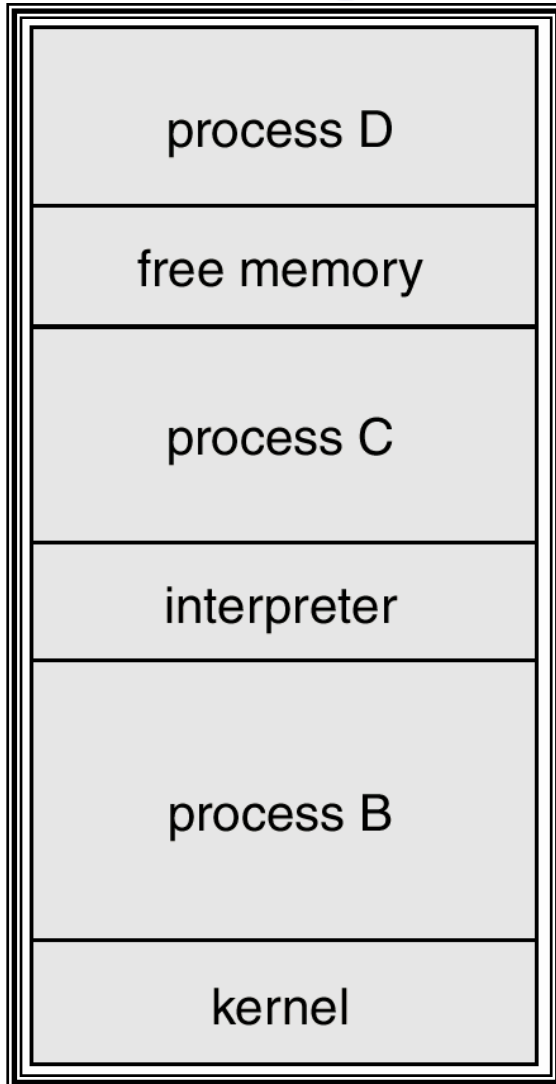 process D
free memory
process C
interpreter
process B
kernel